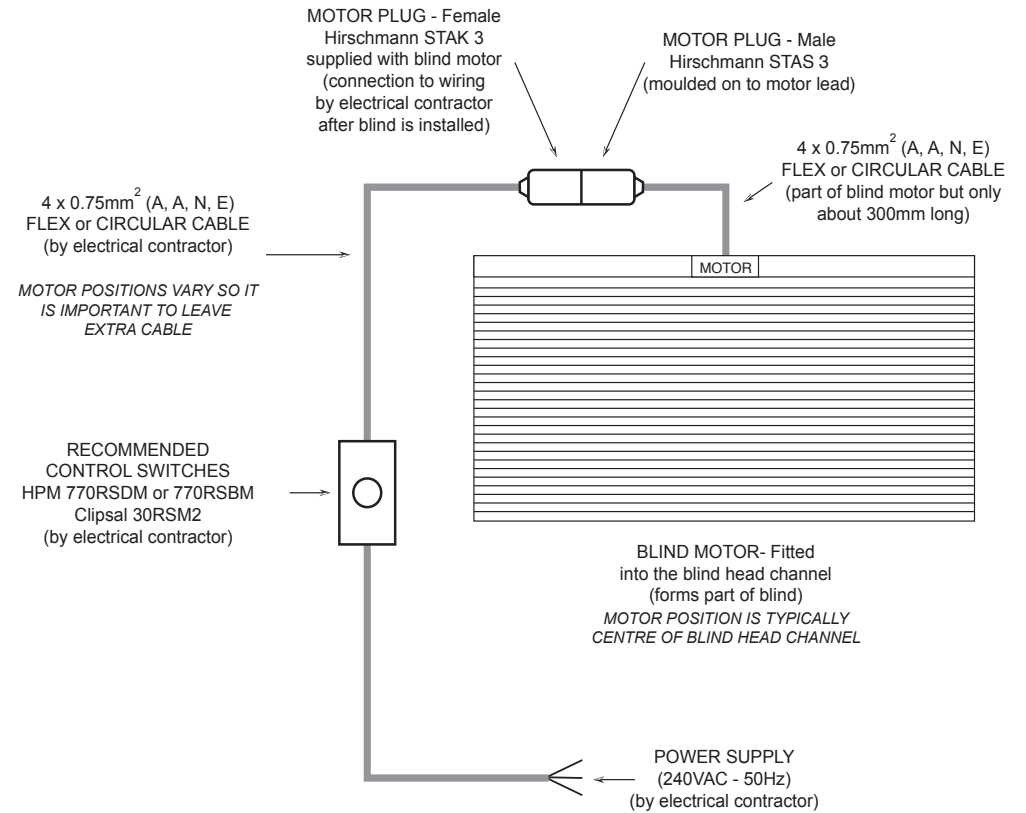 MOTOR PLUG - Female
Hirschmann STAK 3
supplied with blind motor
(connection to wiring
by electrical contractor
after blind is installed)
MOTOR PLUG - Male
Hirschmann STAS 3
(moulded on to motor lead)
4 x 0.75mm² (A, A, N, E)
FLEX or CIRCULAR CABLE
(part of blind motor but only
about 300mm long)
4 x 0.75mm² (A, A, N, E)
FLEX or CIRCULAR CABLE
(by electrical contractor)
MOTOR POSITIONS VARY SO IT
IS IMPORTANT TO LEAVE
EXTRA CABLE
MOTOR
RECOMMENDED
CONTROL SWITCHES
HPM 770RSDM or 770RSBM
Clipsal 30RSM2
(by electrical contractor)
BLIND MOTOR- Fitted
into the blind head channel
(forms part of blind)
MOTOR POSITION IS TYPICALLY
CENTRE OF BLIND HEAD CHANNEL
POWER SUPPLY
(240VAC - 50Hz)
(by electrical contractor)